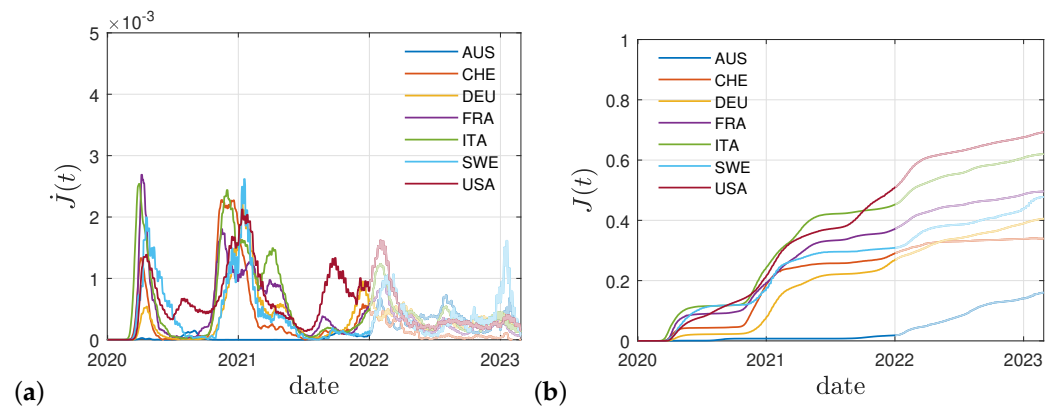 ×10⁻³
5
4
3
2
1
0
J̇(t)
AUS
CHE
DEU
FRA
ITA
SWE
USA
2020 2021 2022 2023
date
(a)
1
0.8
0.6
0.4
0.2
0
J(t)
AUS
CHE
DEU
FRA
ITA
SWE
USA
2020 2021 2022 2023
date
(b)